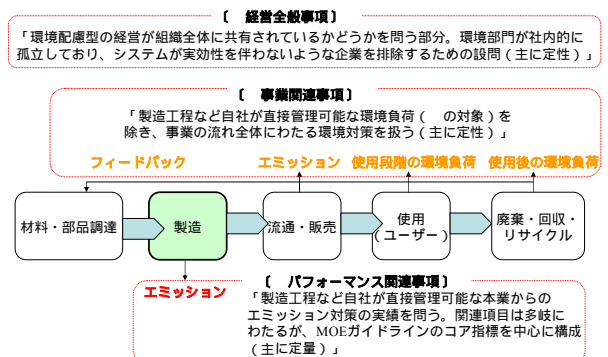 〔　経営全般事項〕
「環境配慮型の経営が組織全体に共有されているかどうかを問う部分。環境部門が社内的に
孤立しており、システムが実効性を伴わないような企業を排除するための設問（主に定性）」
〔　事業関連事項〕
「製造工程など自社が直接管理可能な環境負荷（　の対象）を
除き、事業の流れ全体にわたる環境対策を扱う（主に定性）」
フィードバック　エミッション　使用段階の環境負荷　使用後の環境負荷
材料・部品調達
製造
流通・販売
使用
（ユーザー）
廃棄・回収・
リサイクル
エミッション
〔　パフォーマンス関連事項〕
「製造工程など自社が直接管理可能な本業からの
エミッション対策の実績を問う。関連項目は多岐に
わたるが、MOEガイドラインのコア指標を中心に構成
（主に定量）」